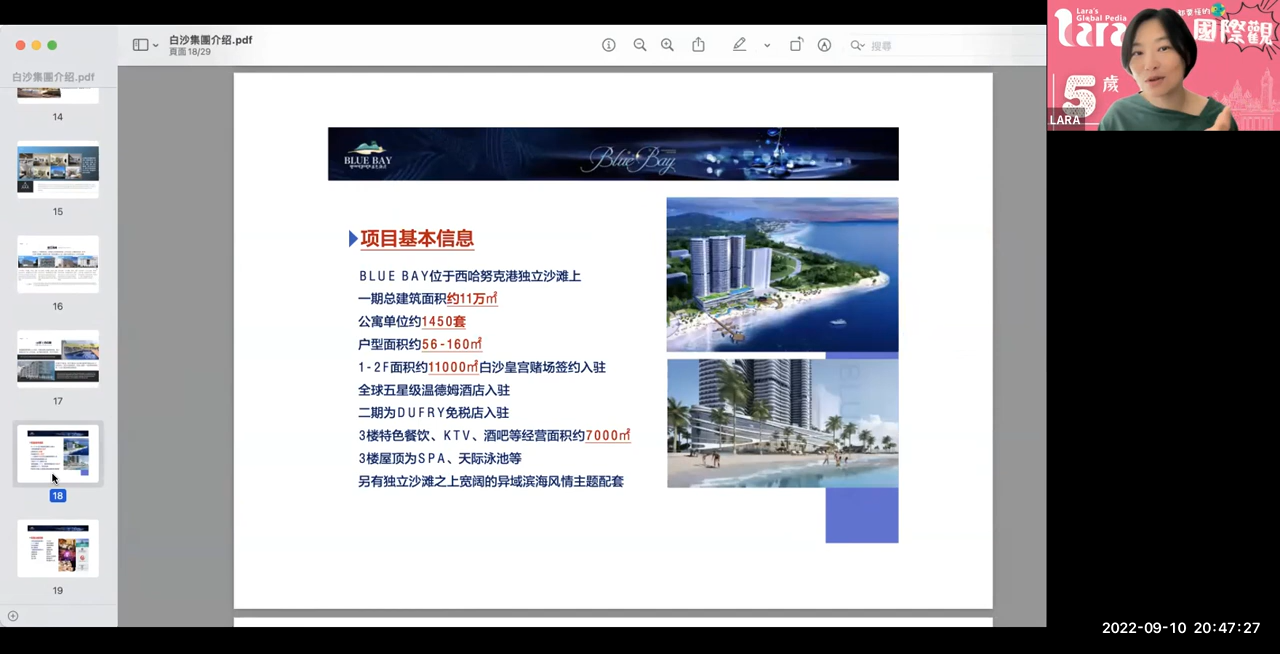 白沙集團介紹.pdf
頁面 18/29
搜尋
白沙集團介紹.pdf
14
15
16
17
18
19
BLUE BAY
Blue Bay
项目基本信息
BLUE BAY位于西哈努克港独立沙滩上
一期总建筑面积约11万㎡
公寓单位约1450套
户型面积约56-160㎡
1-2F面积约11000㎡白沙皇宫赌场签约入驻
全球五星级温德姆酒店入驻
二期为DUFRY免税店入驻
3楼特色餐饮、KTV、酒吧等经营面积约7000㎡
3楼屋顶为SPA、天际泳池等
另有独立沙滩之上宽阔的异域滨海风情主题配套
Lara's
Global Pedia
lara
國際觀
5歲
LARA
2022-09-10 20:47:27